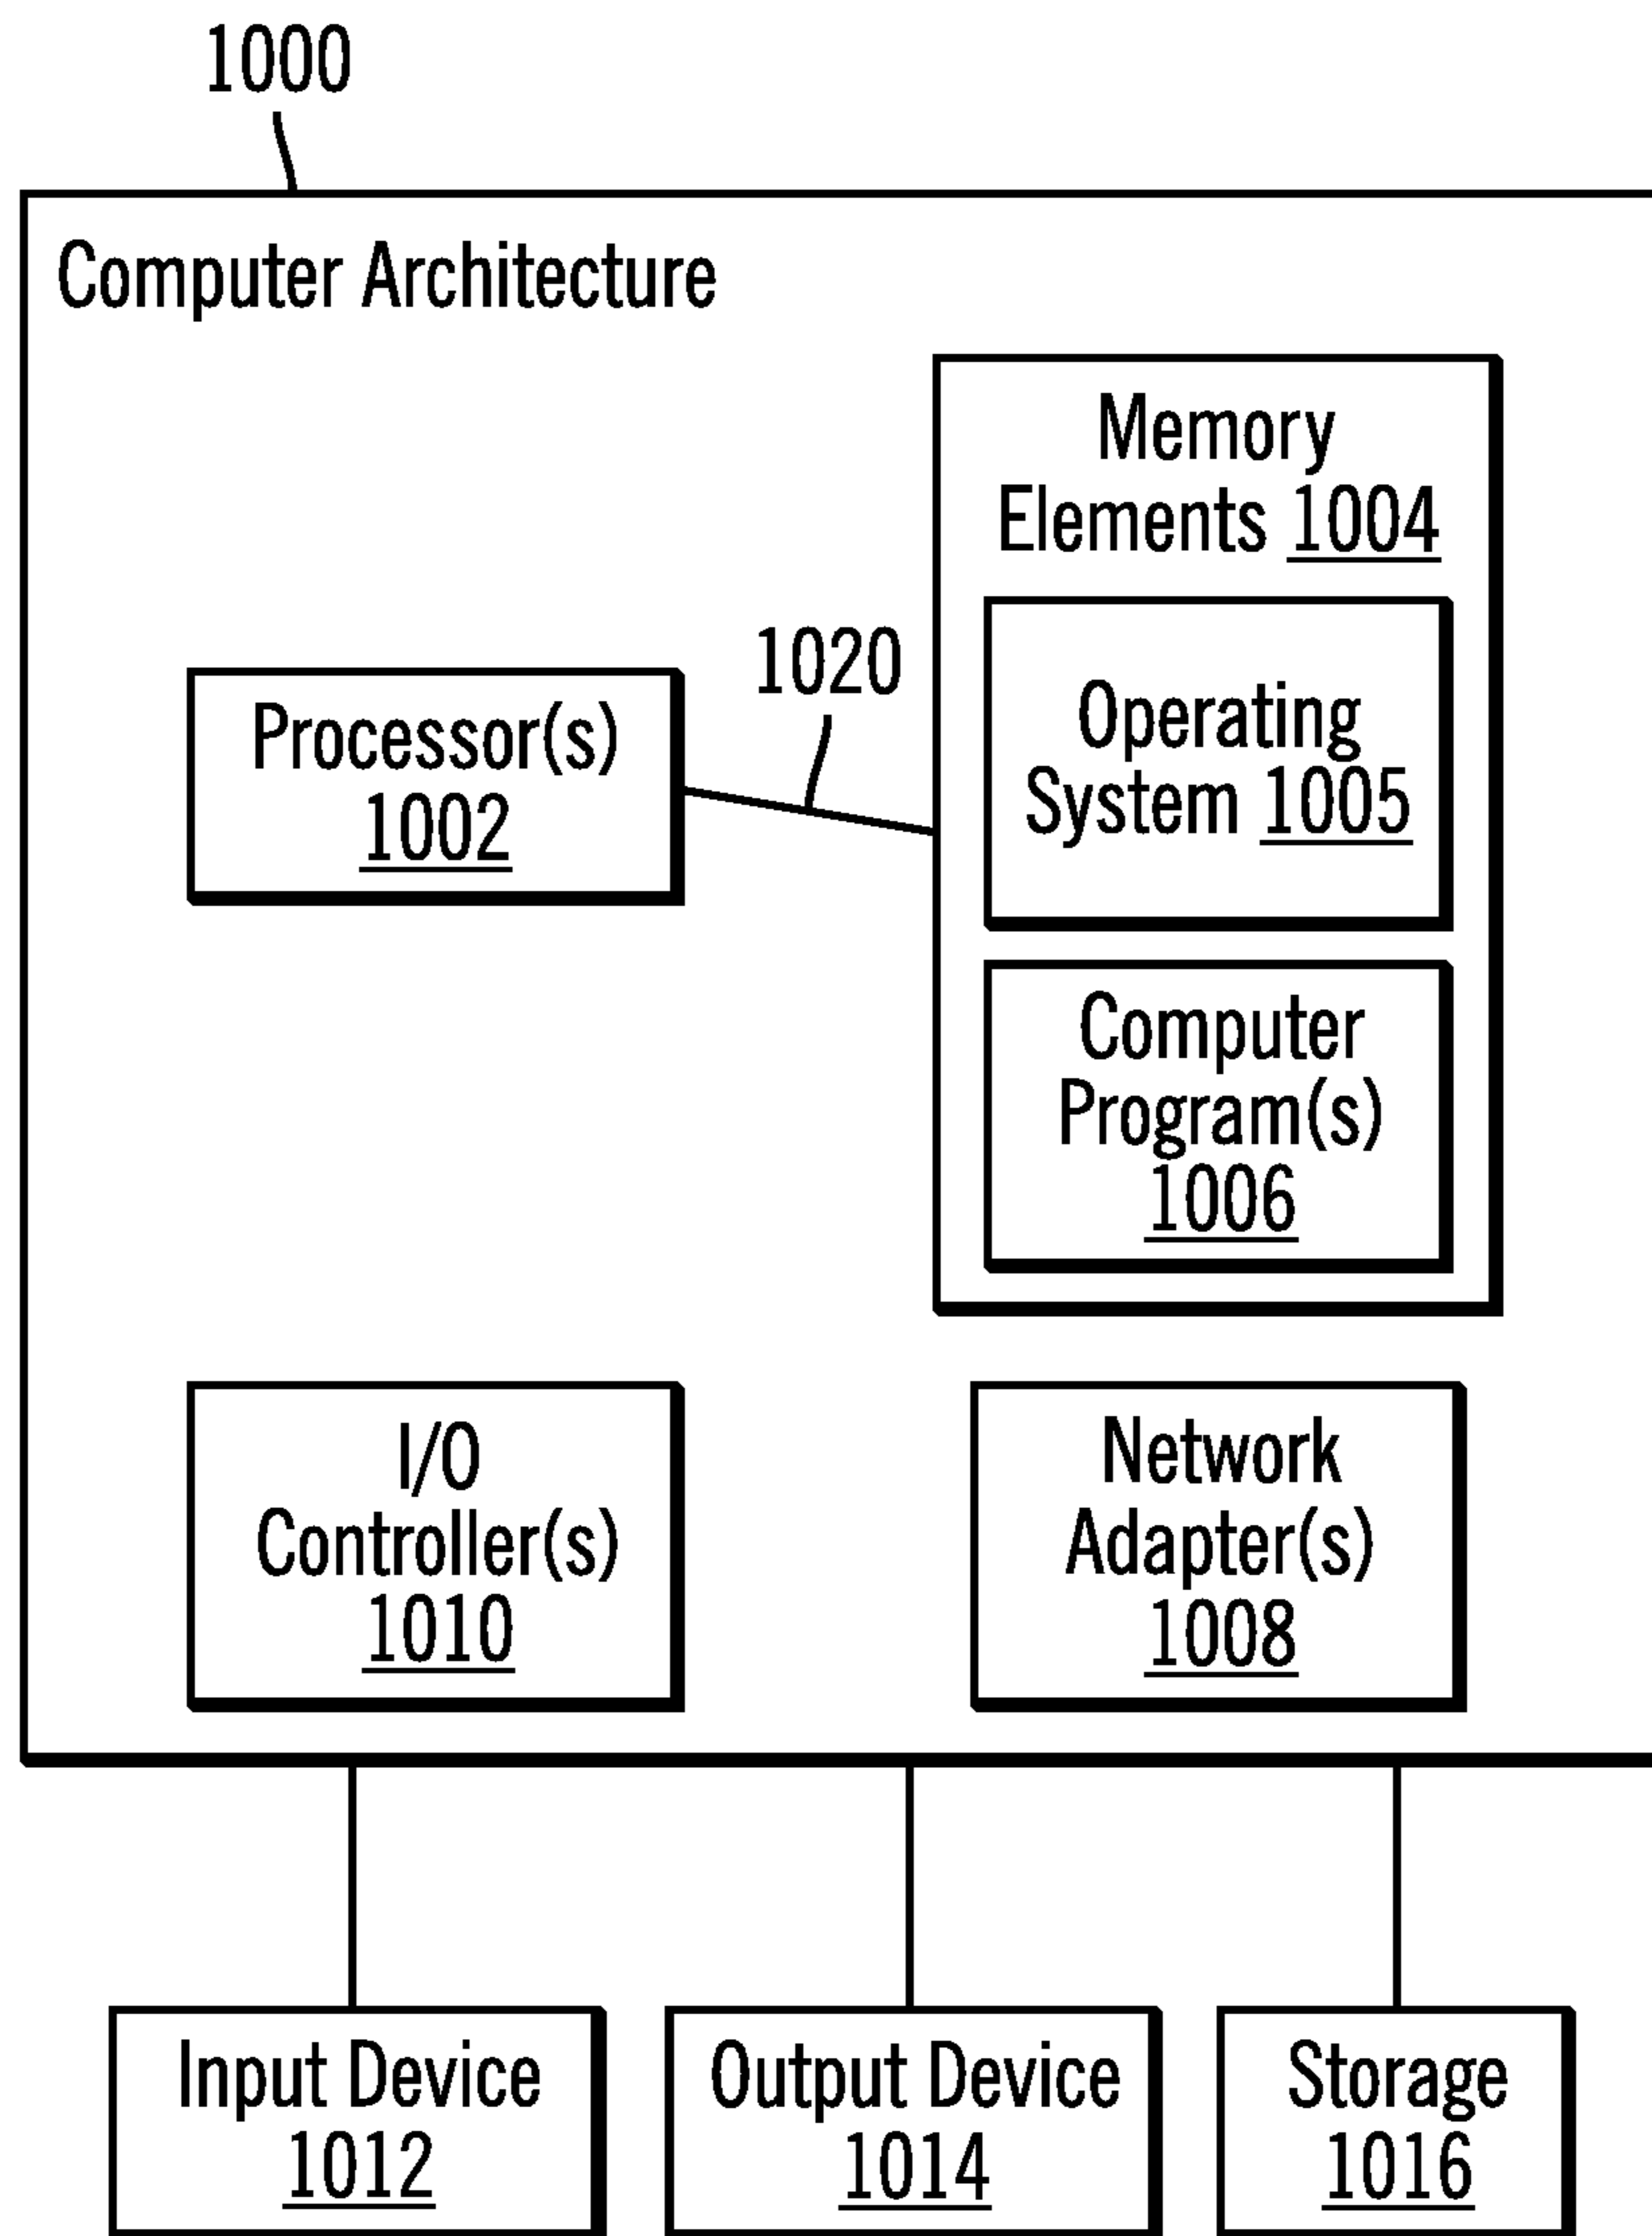 1000
Computer Architecture
Memory
Elements 1004
Operating
System 1005
1020
Processor(s)
1002
Computer
Program(s)
1006
I/O
Controller(s)
1010
Network
Adapter(s)
1008
Input Device
1012
Output Device
1014
Storage
1016